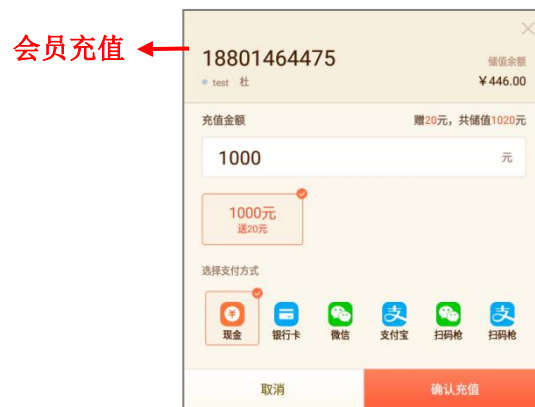 会员充值
18801464475
储值余额
test 杜
¥446.00
充值金额
赠20元，共储值1020元
1000
元
1000元
送20元
选择支付方式
现金 银行卡 微信 支付宝 扫码枪 扫码枪
取消
确认充值